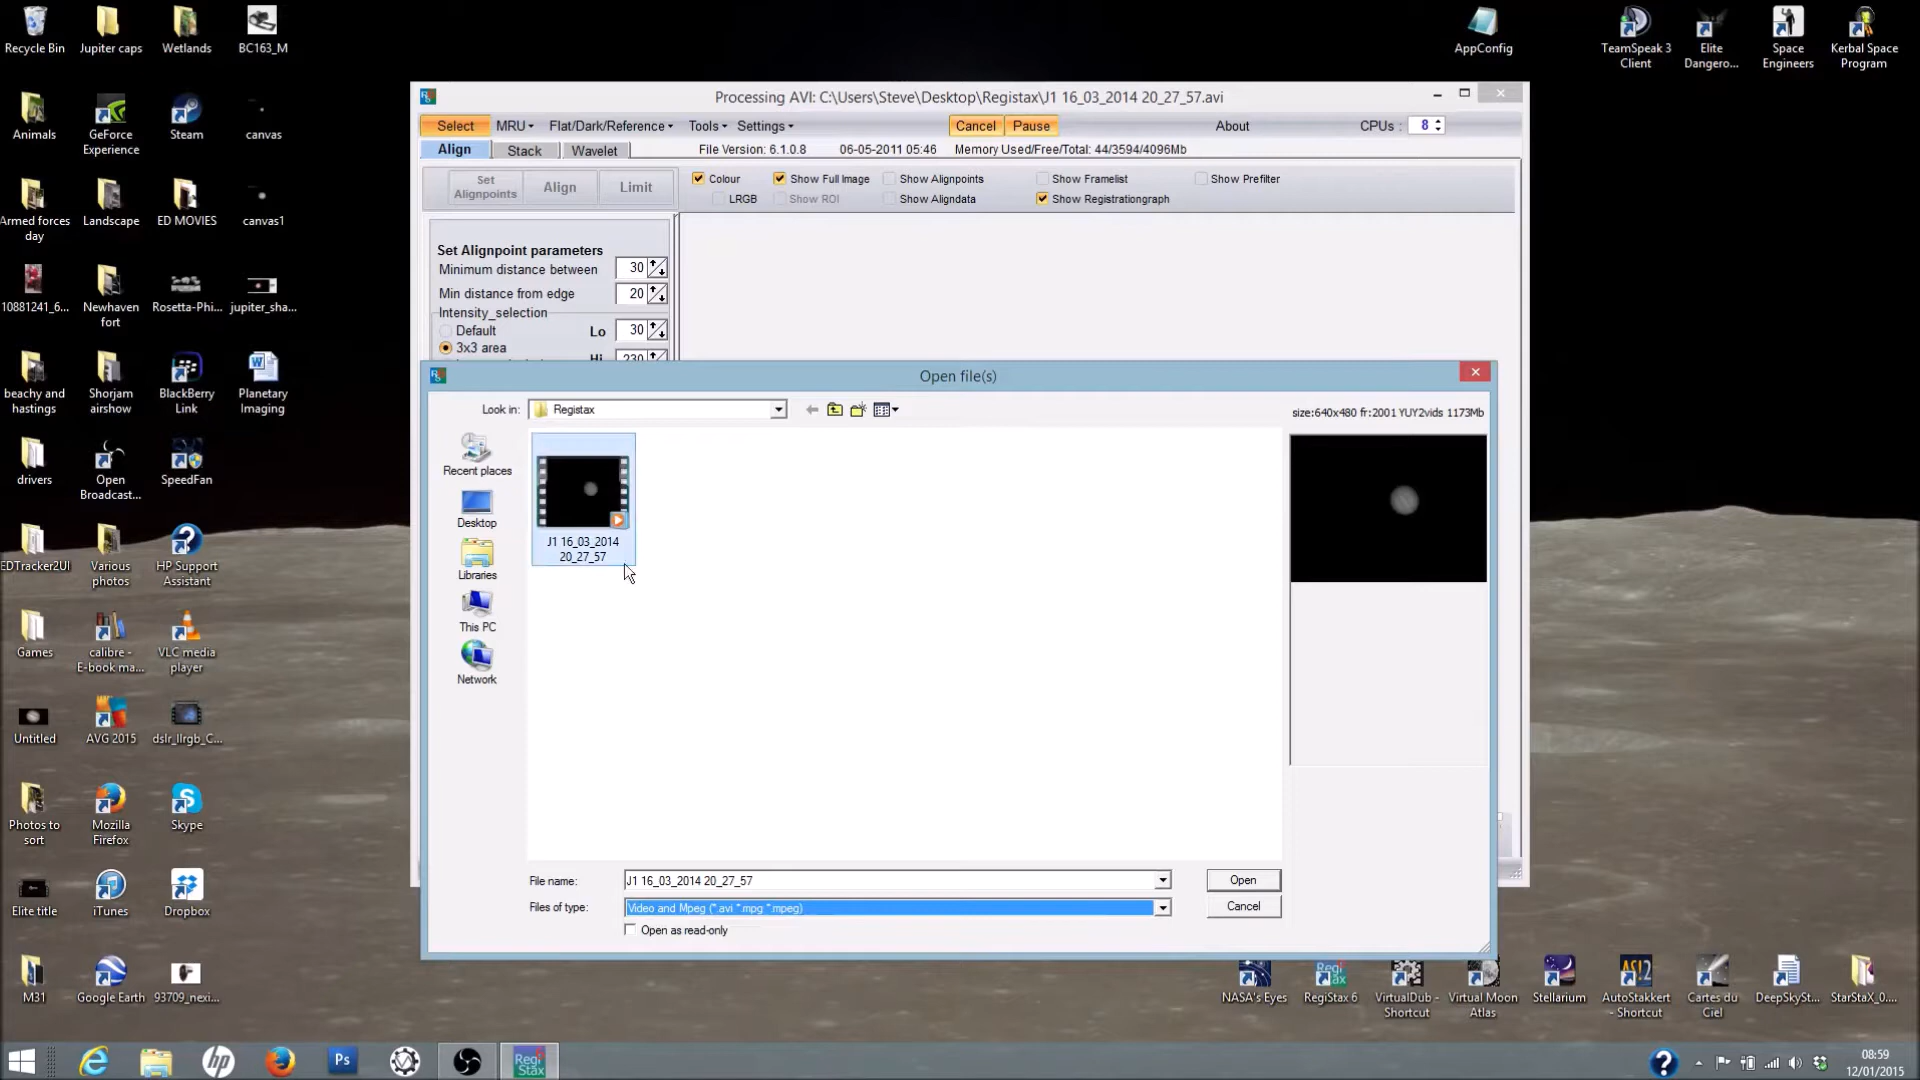 Recycle Bin
Jupiter caps
Wetlands
BC163_M
AppConfig
TeamSpeak 3
Client
Elite
Dangero...
Space
Engineers
Kerbal Space
Program
Animals
GeForce
Experience
Steam
canvas
Armed forces
day
Landscape
ED MOVIES
canvas1
10881241_6...
Newhaven
fort
Rosetta-Phi...
jupiter_sha...
beachy and
hastings
Shorjam
airshow
BlackBerry
Link
Planetary
Imaging
drivers
Open
Broadcast...
SpeedFan
EDTracker2UI
Various
photos
HP Support
Assistant
Games
calibre -
E-book ma...
VLC media
player
Untitled
AVG 2015
dslr_llrgb_C...
Photos to
sort
Mozilla
Firefox
Skype
Elite title
iTunes
Dropbox
M31
Google Earth
93709_nexi...
Processing AVI: C:\Users\Steve\Desktop\Registax\J1 16_03_2014 20_27_57.avi
Select
MRU
Flat/Dark/Reference
Tools
Settings
Cancel
Pause
About
CPUs :
8
Align
Stack
Wavelet
File Version: 6.1.0.8
06-05-2011 05:46
Memory Used/Free/Total: 44/3594/4096Mb
Set
Alignpoints
Align
Limit
Colour
Show Full Image
Show Alignpoints
Show Framelist
Show Prefilter
LRGB
Show ROI
Show Aligndata
Show Registrationgraph
Set Alignpoint parameters
Minimum distance between
30
Min distance from edge
20
Intensity_selection
Default
Lo
30
3x3 area
Hi
230
Open file(s)
Look in:
Registax
size:640x480 fr:2001 YUY2vids 1173Mb
Recent places
Desktop
Libraries
This PC
Network
J1 16_03_2014
20_27_57
File name:
J1 16_03_2014 20_27_57
Open
Files of type:
Video and Mpeg (*.avi *.mpg *.mpeg)
Cancel
Open as read-only
NASA's Eyes
RegiStax 6
VirtualDub -
Shortcut
Virtual Moon
Atlas
Stellarium
AutoStakkert
- Shortcut
Cartes du
Ciel
DeepSkySt...
StarStaX_0....
Ps
Regi
Stax
08:59
12/01/2015